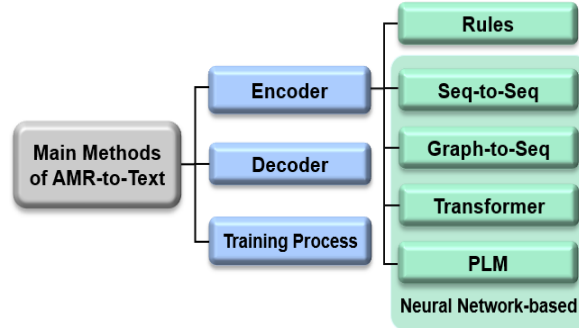 Main Methods
of AMR-to-Text
Encoder
Decoder
Training Process
Rules
Seq-to-Seq
Graph-to-Seq
Transformer
PLM
Neural Network-based